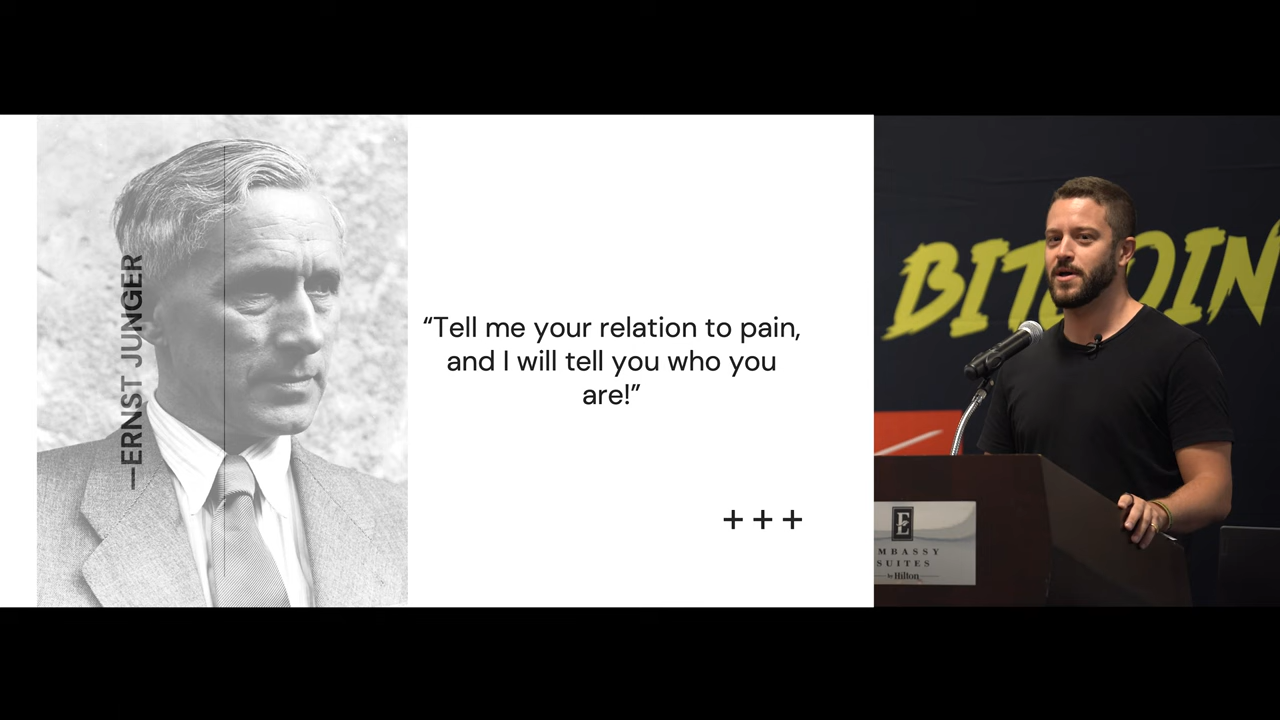 —ERNST JUNGER
“Tell me your relation to pain,
and I will tell you who you
are!”
+ + +
BITCOIN
E
MBASSY
SUITES
by Hilton